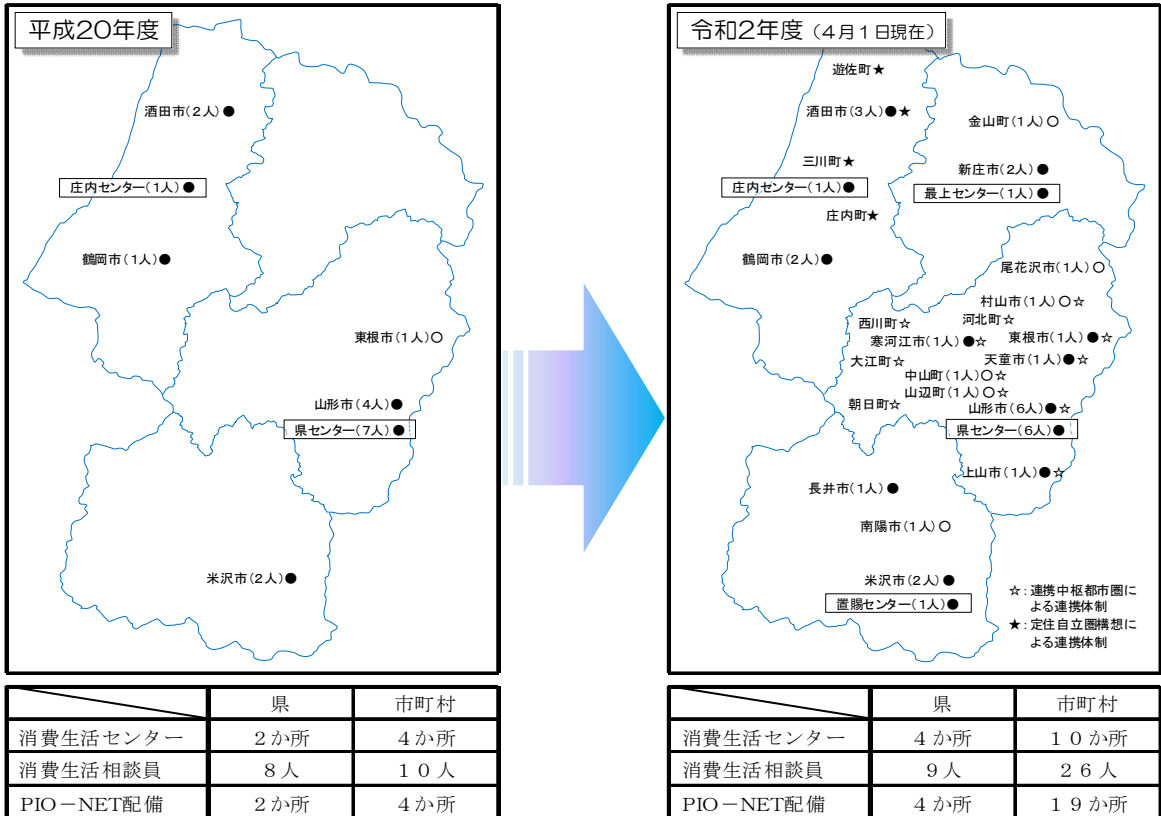 平成20年度
酒田市(2人)●
庄内センター(1人)●
鶴岡市(1人)●
東根市(1人)○
山形市(4人)●
県センター(7人)●
米沢市(2人)●
県 市町村
消費生活センター 2か所 4か所
消費生活相談員 8人 10人
PIO－NET配備 2か所 4か所
令和2年度(4月1日現在)
遊佐町★
酒田市(3人)●★
金山町(1人)○
三川町★
新庄市(2人)●
庄内センター(1人)●
最上センター(1人)●
庄内町★
鶴岡市(2人)●
尾花沢市(1人)○
村山市(1人)○☆
西川町☆
河北町☆
寒河江市(1人)●☆
東根市(1人)●☆
大江町☆
天童市(1人)●☆
中山町(1人)○☆
山辺町(1人)○☆
朝日町☆
山形市(6人)●☆
県センター(6人)●
上山市(1人)●☆
長井市(1人)●
南陽市(1人)○
米沢市(2人)●
置賜センター(1人)●
☆:連携中枢都市圏に
よる連携体制
★:定住自立圏構想に
よる連携体制
県 市町村
消費生活センター 4か所 10か所
消費生活相談員 9人 26人
PIO－NET配備 4か所 19か所